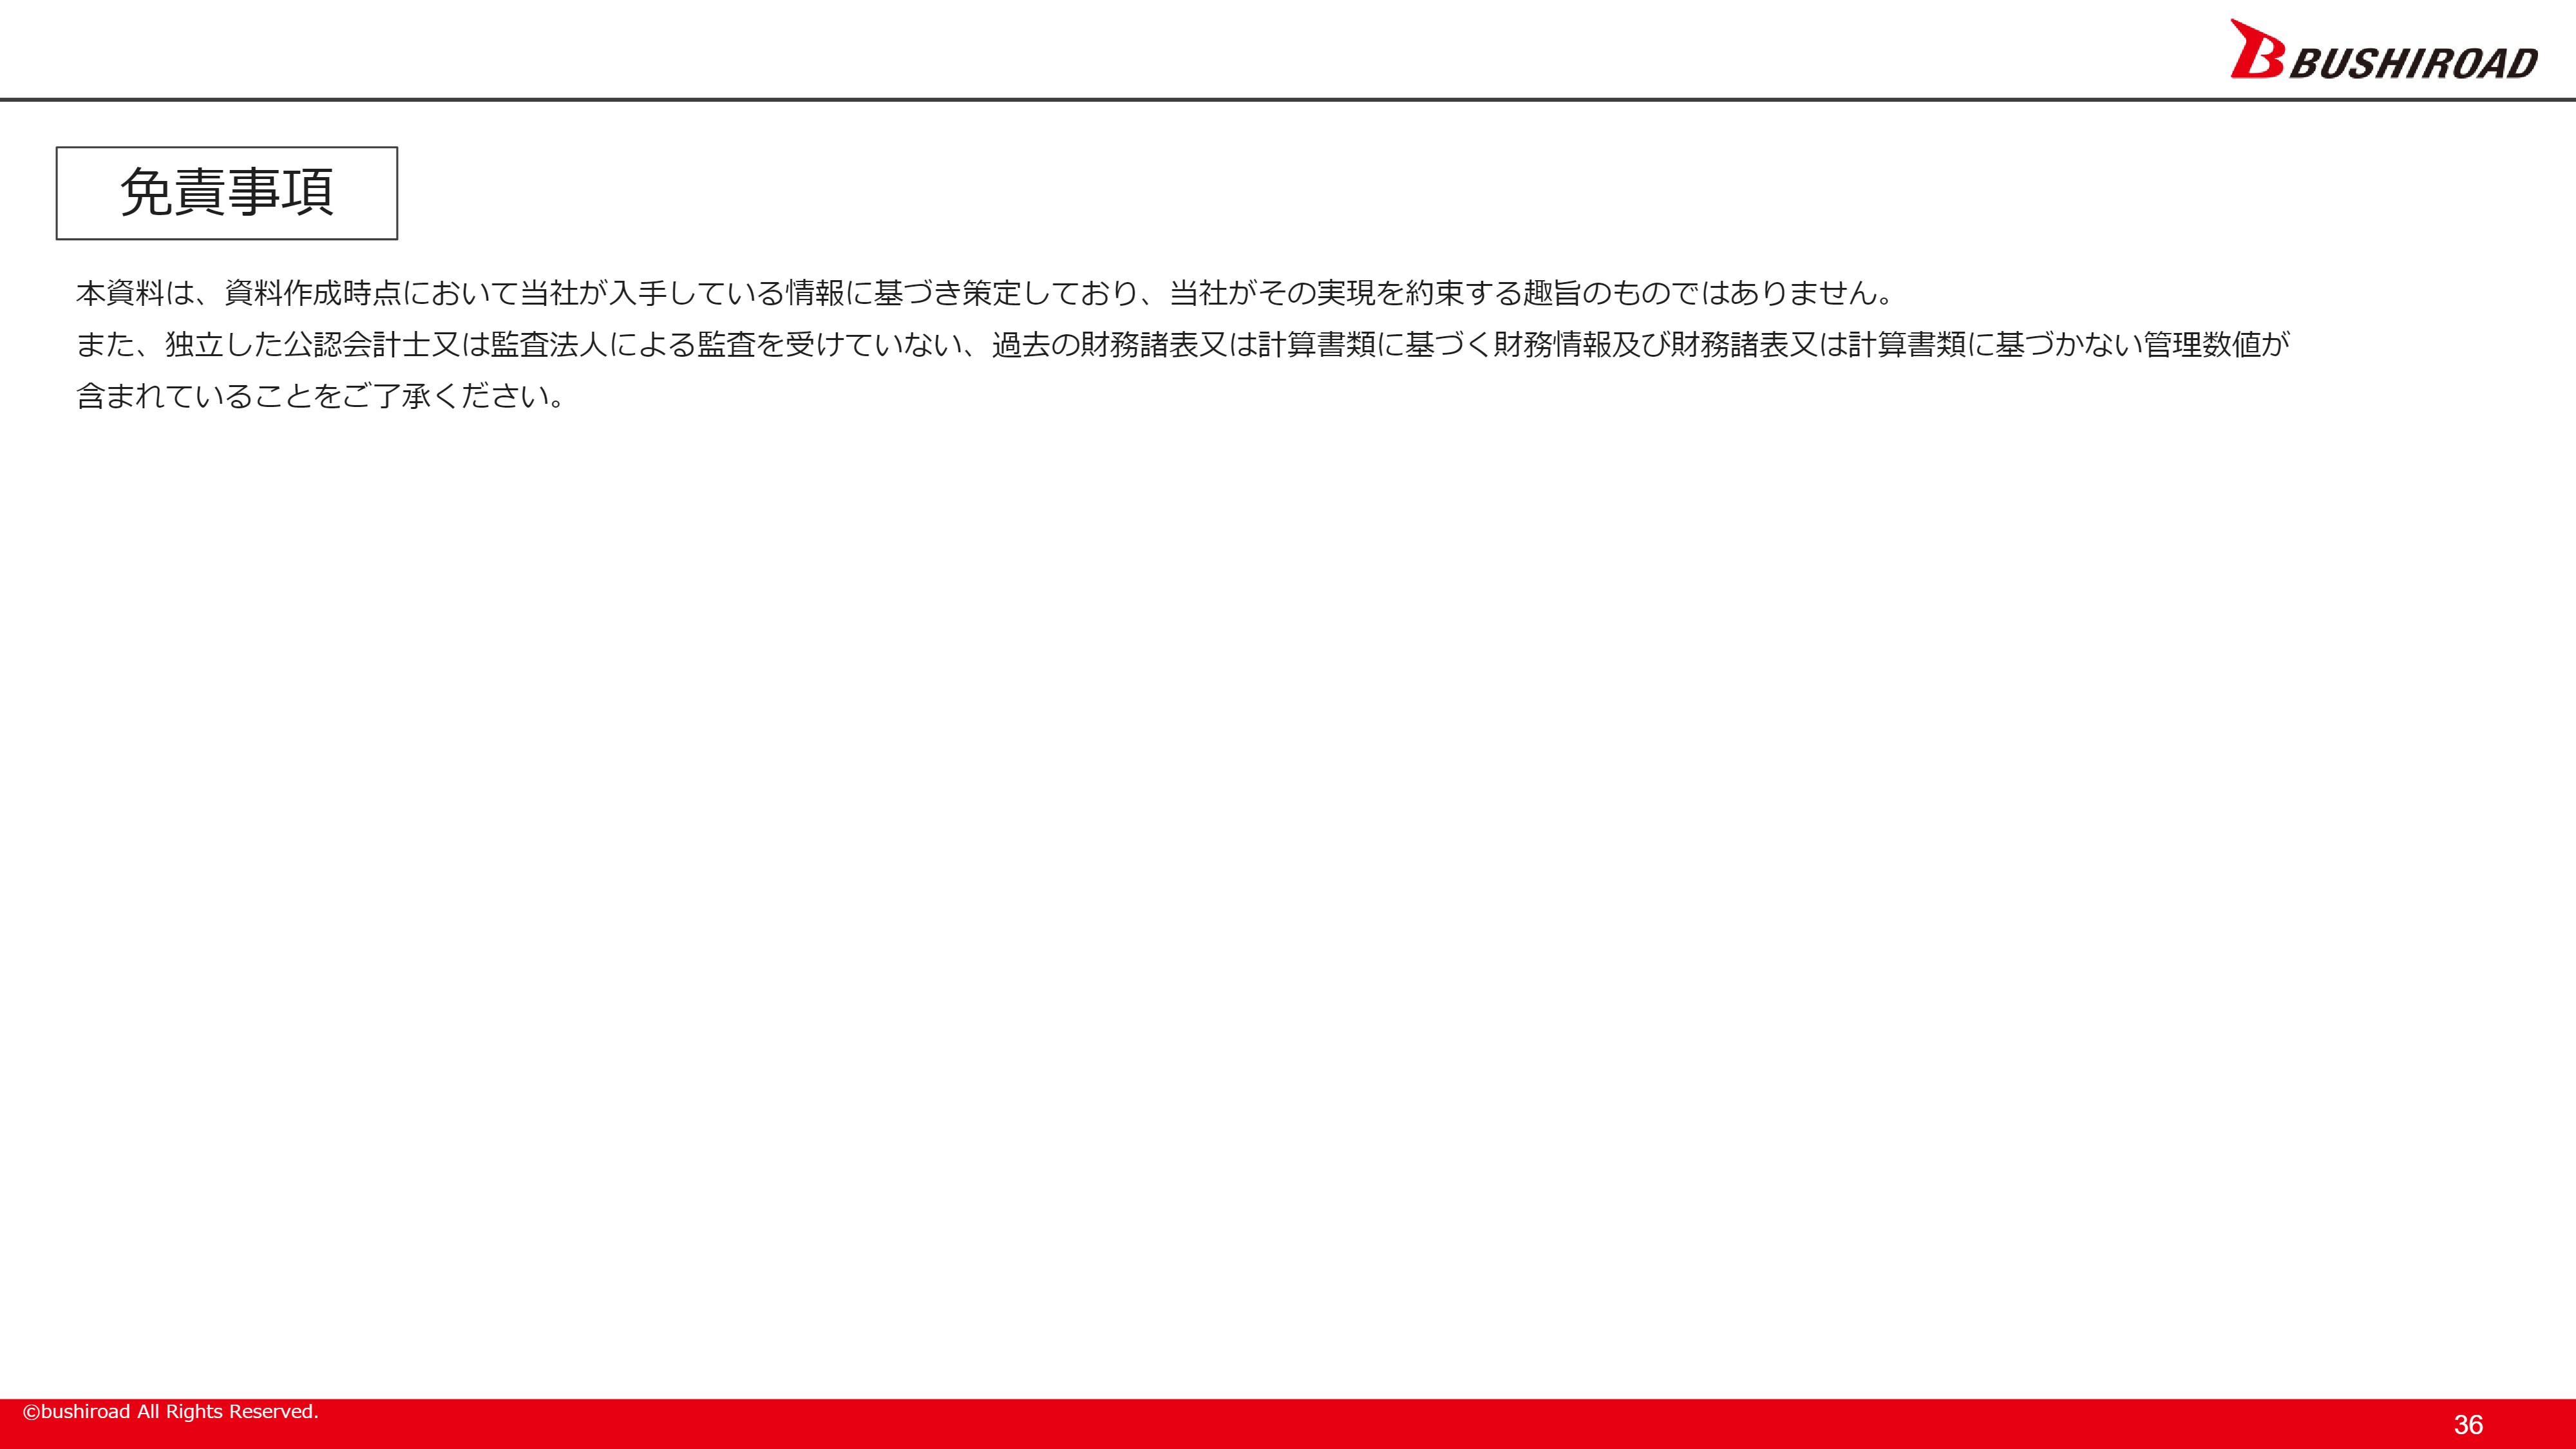 BUSHIROAD
免責事項
本資料は、資料作成時点において当社が入手している情報に基づき策定しており、当社がその実現を約束する趣旨のものではありません。
また、独立した公認会計士又は監査法人による監査を受けていない、過去の財務諸表又は計算書類に基づく財務情報及び財務諸表又は計算書類に基づかない管理数値が
含まれていることをご了承ください。
©bushiroad All Rights Reserved.
36